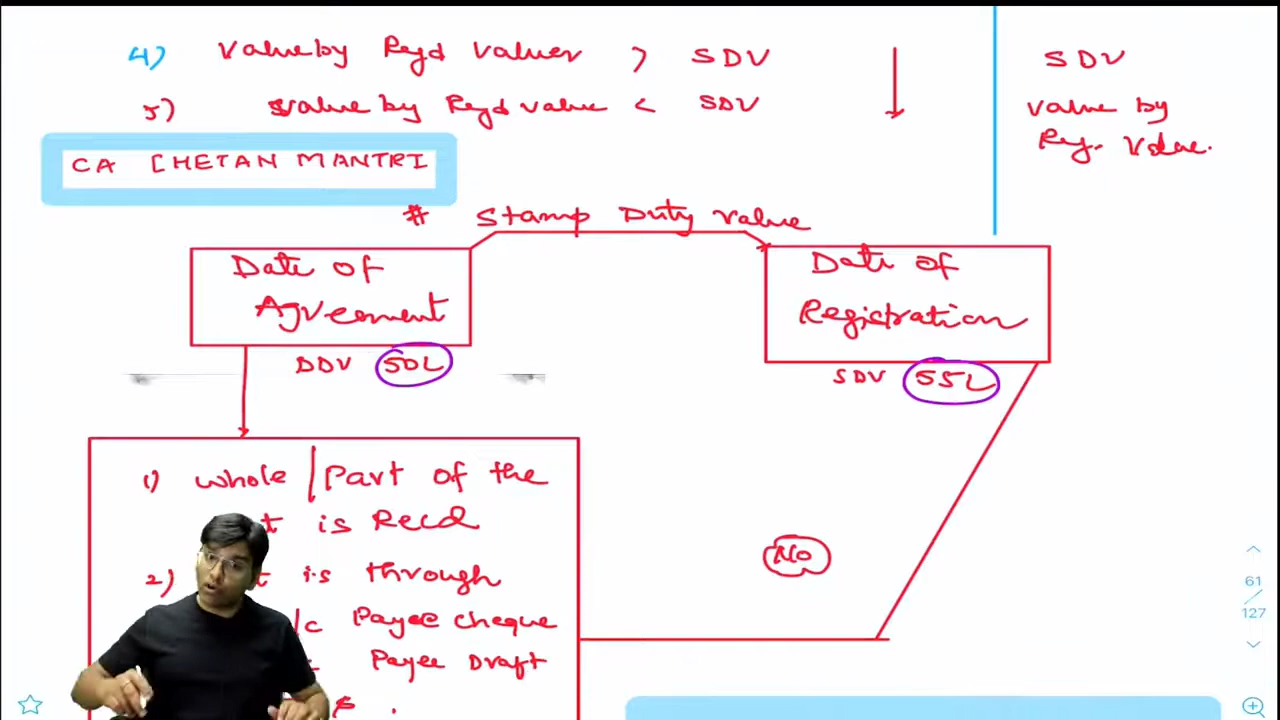 4) Value by Regd Valuer > SDV
SDV
5) Value by Regd Value < SDV
Value by
Reg. Value.
CA CHETAN MANTRI
# Stamp Duty Value
Date of
Agreement
Date of
Registration
SDV 50L
SDV 55L
1) whole / Part of the
t is Recd
No
2) t is through
/c Payee cheque
Payee Draft
61
127